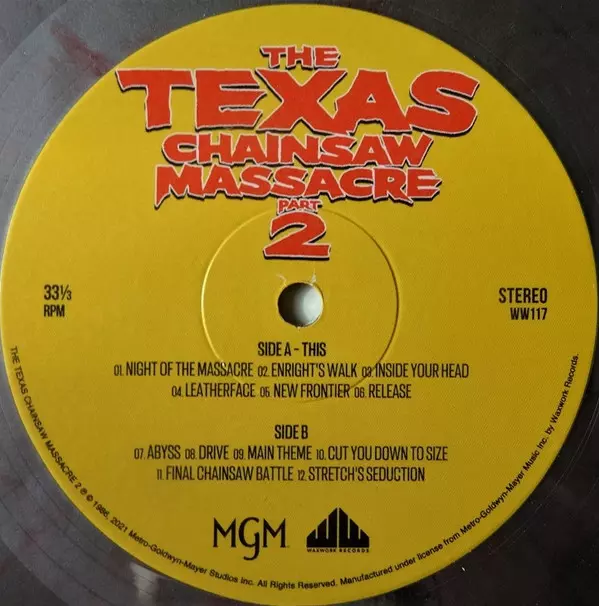 THE
TEXAS
CHAINSAW
MASSACRE
PART
2
33⅓
RPM
STEREO
WW117
SIDE A - THIS
01. NIGHT OF THE MASSACRE 02. ENRIGHT'S WALK 03. INSIDE YOUR HEAD
04. LEATHERFACE 05. NEW FRONTIER 06. RELEASE
SIDE B
07. ABYSS 08. DRIVE 09. MAIN THEME 10. CUT YOU DOWN TO SIZE
11. FINAL CHAINSAW BATTLE 12. STRETCH'S SEDUCTION
MGM
WW
WAXWORK RECORDS
THE TEXAS CHAINSAW MASSACRE 2 ℗ © 1986, 2021 Metro-Goldwyn-Mayer Studios Inc. All Rights Reserved. Manufactured under license from Metro-Goldwyn-Mayer Music Inc. by Waxwork Records.